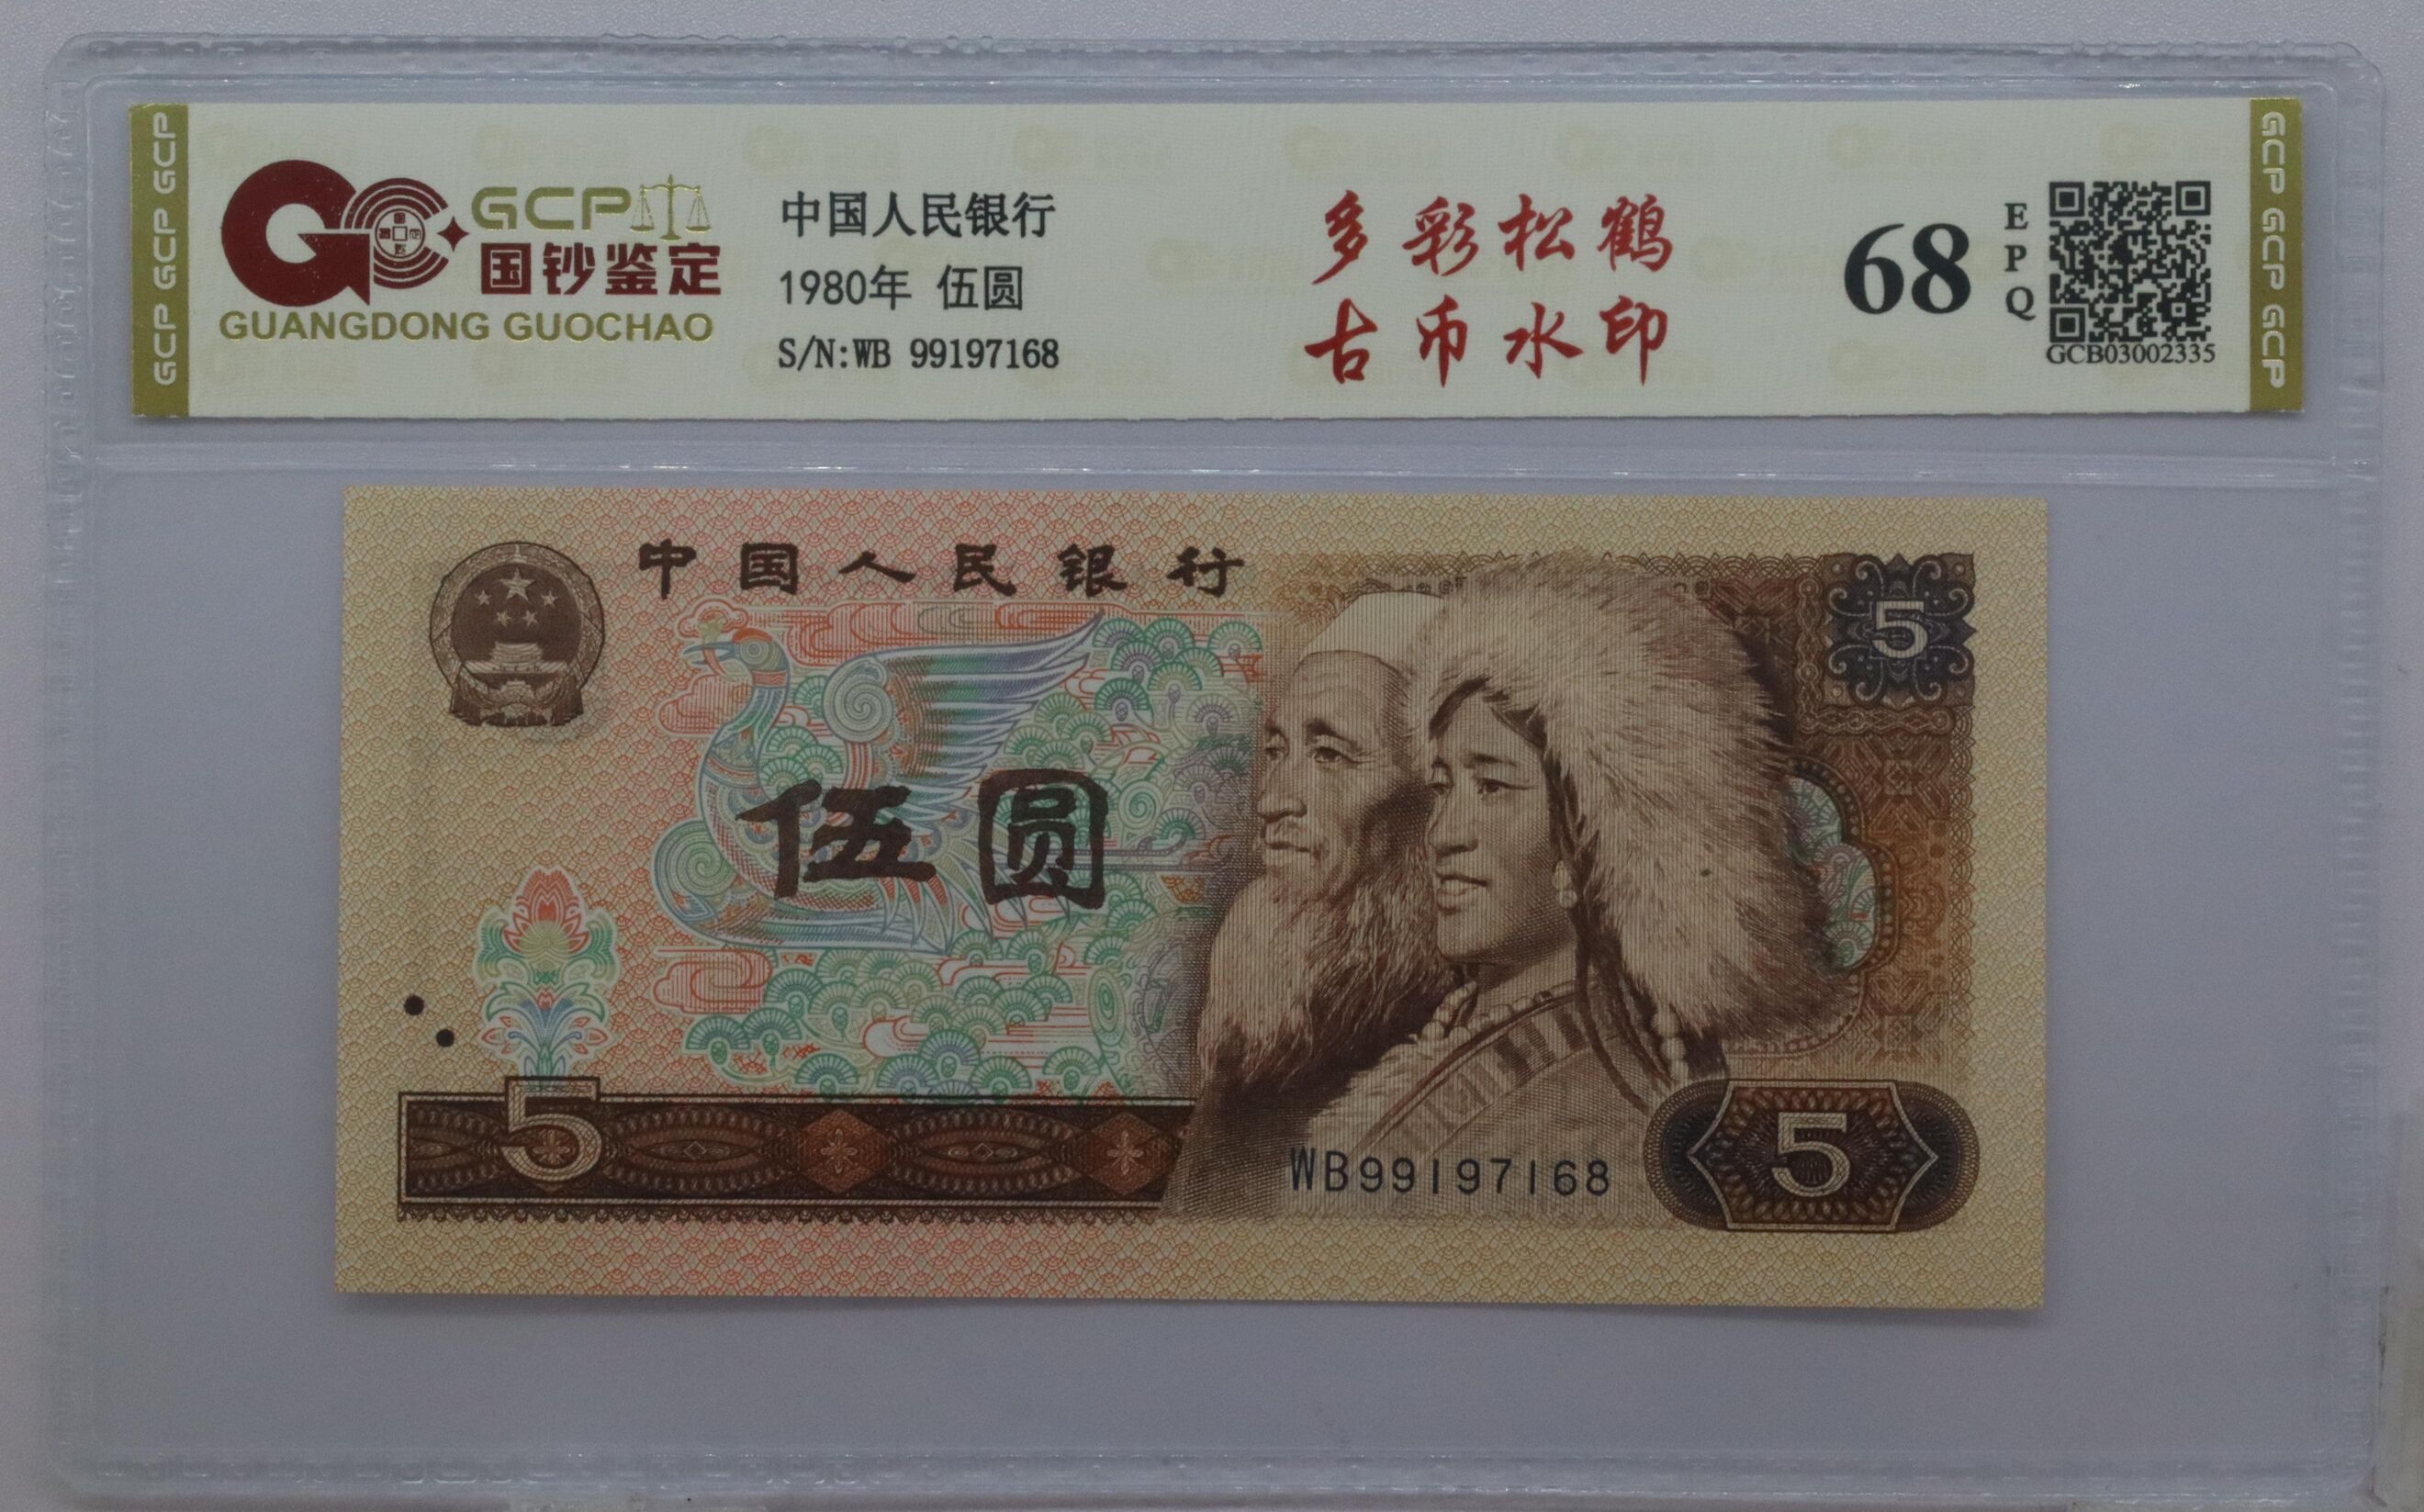 GCP GCP GCP
GCP
国钞鉴定
GUANGDONG GUOCHAO
中国人民银行
1980年 伍圆
S/N:WB 99197168
多彩松鹤
古币水印
68
EPQ
GCB03002335
GCP GCP GCP
中国人民银行
5
伍圆
5
WB99197168
5